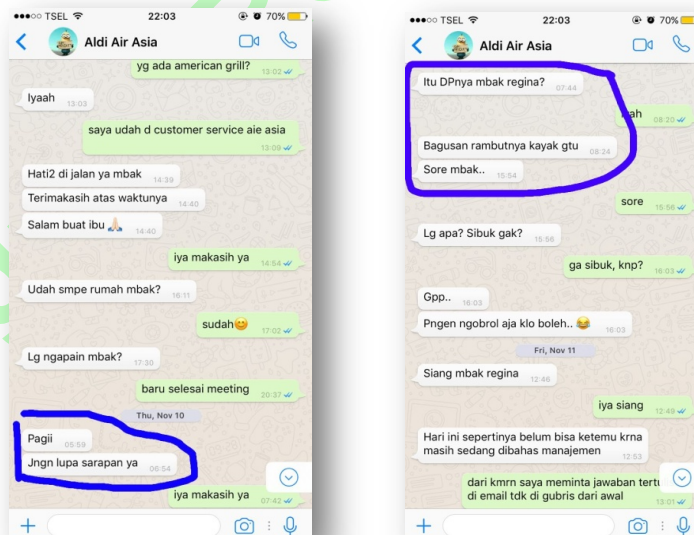 TSEL 22:03 70%
Aldi Air Asia
yg ada american grill? 13:02
Iyaah 13:03
saya udah d customer service aie asia
13:09
Hati2 di jalan ya mbak 14:39
Terimakasih atas waktunya 14:40
Salam buat ibu 🙏🏻 14:40
iya makasih ya 14:54
Udah smpe rumah mbak? 16:11
sudah😊 17:02
Lg ngapain mbak? 17:30
baru selesai meeting 20:37
Thu, Nov 10
Pagii 05:59
Jngn lupa sarapan ya 06:54
iya makasih ya 07:42
TSEL 22:03 70%
Aldi Air Asia
Itu DPnya mbak regina? 07:44
08:20
Bagusan rambutnya kayak gtu 08:24
Sore mbak.. 15:54
sore 15:56
Lg apa? Sibuk gak? 15:56
ga sibuk, knp? 16:03
Gpp.. 16:03
Pngen ngobrol aja klo boleh.. 😂 16:03
Fri, Nov 11
Siang mbak regina 12:46
iya siang 12:49
Hari ini sepertinya belum bisa ketemu krna
masih sedang dibahas manajemen 12:53
dari kmrn saya meminta jawaban
di email tdk di gubris dari awal 13:01